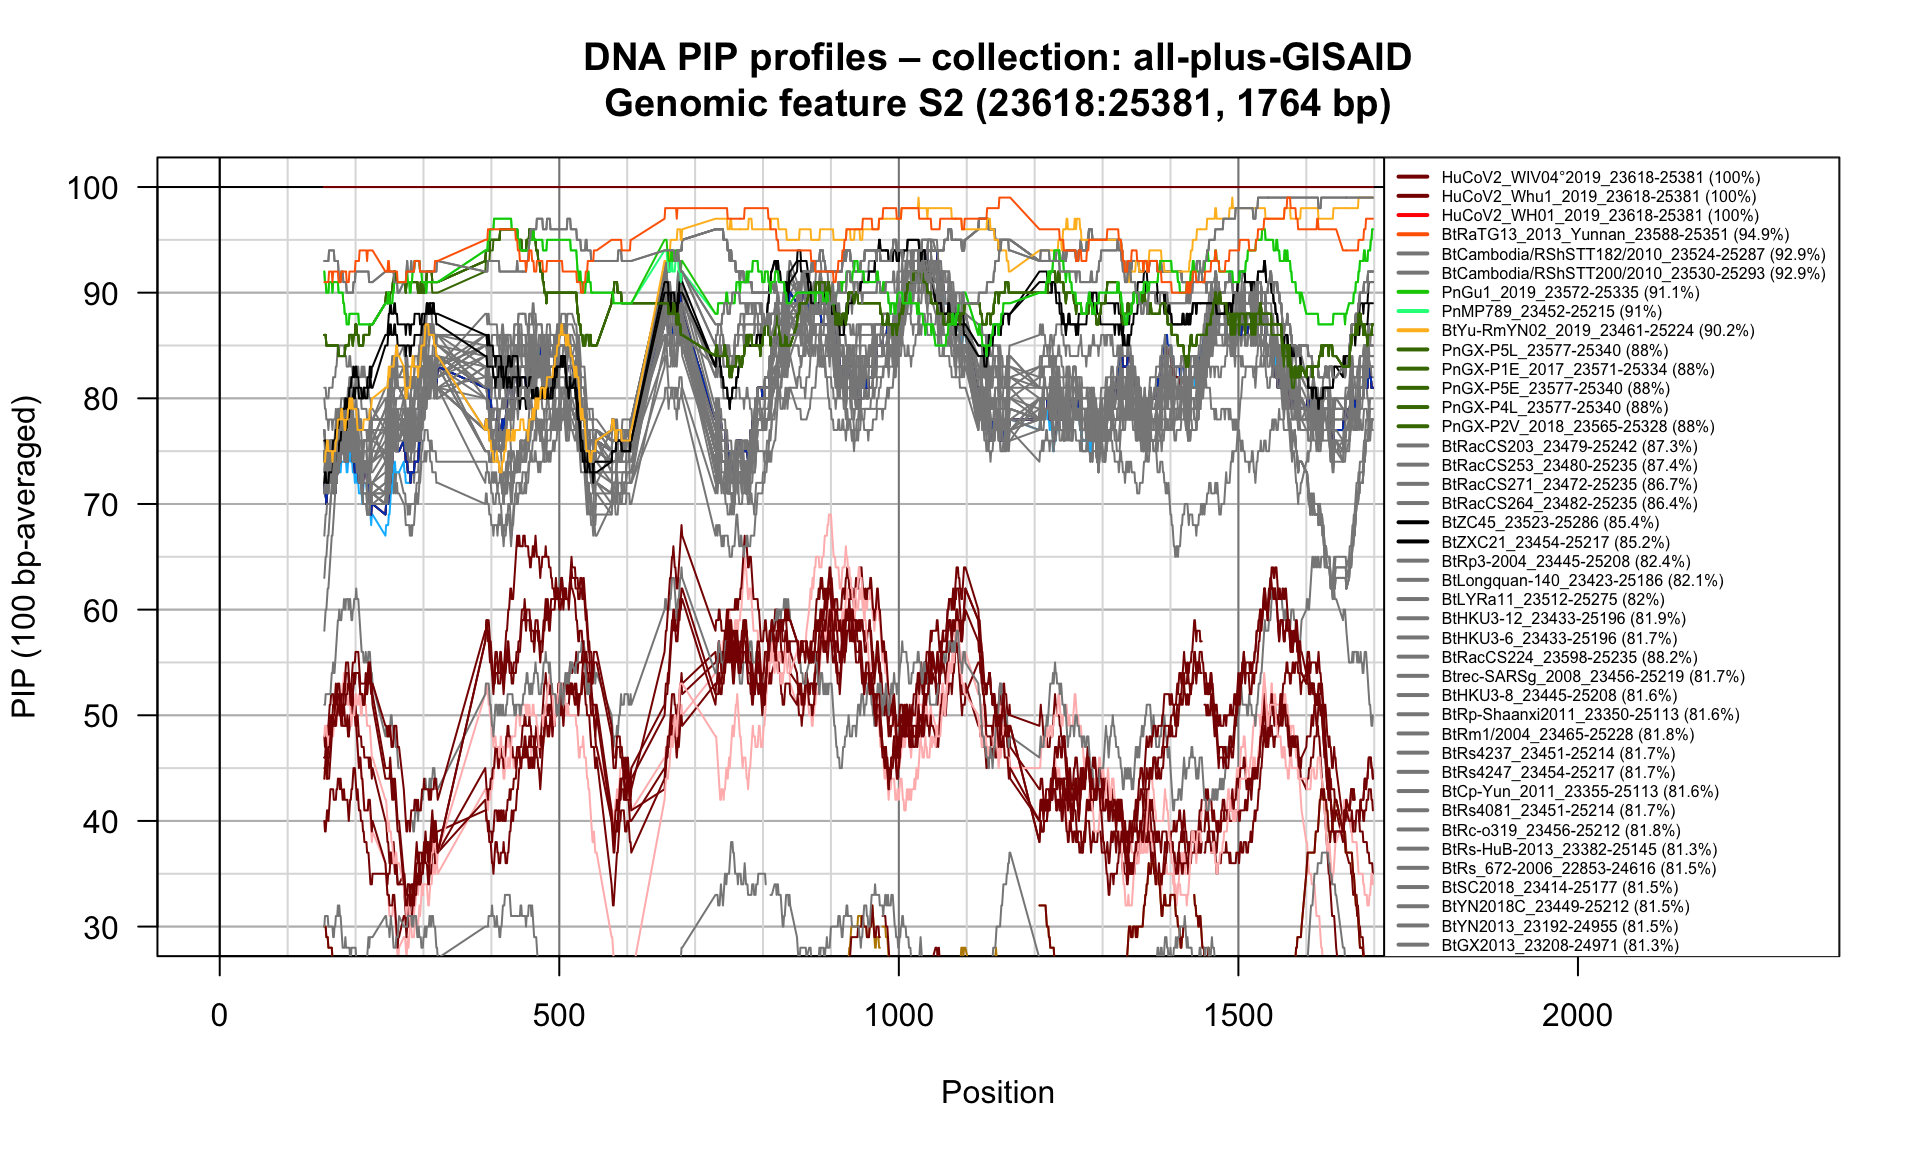 DNA PIP profiles – collection: all-plus-GISAID
Genomic feature S2 (23618:25381, 1764 bp)
PIP (100 bp-averaged)
100
90
80
70
60
50
40
30
0
500
1000
1500
2000
Position
HuCoV2_WIV04°2019_23618-25381 (100%)
HuCoV2_Whu1_2019_23618-25381 (100%)
HuCoV2_WH01_2019_23618-25381 (100%)
BtRaTG13_2013_Yunnan_23588-25351 (94.9%)
BtCambodia/RShSTT182/2010_23524-25287 (92.9%)
BtCambodia/RShSTT200/2010_23530-25293 (92.9%)
PnGu1_2019_23572-25335 (91.1%)
PnMP789_23452-25215 (91%)
BtYu-RmYN02_2019_23461-25224 (90.2%)
PnGX-P5L_23577-25340 (88%)
PnGX-P1E_2017_23571-25334 (88%)
PnGX-P5E_23577-25340 (88%)
PnGX-P4L_23577-25340 (88%)
PnGX-P2V_2018_23565-25328 (88%)
BtRacCS203_23479-25242 (87.3%)
BtRacCS253_23480-25235 (87.4%)
BtRacCS271_23472-25235 (86.7%)
BtRacCS264_23482-25235 (86.4%)
BtZC45_23523-25286 (85.4%)
BtZXC21_23454-25217 (85.2%)
BtRp3-2004_23445-25208 (82.4%)
BtLongquan-140_23423-25186 (82.1%)
BtLYRa11_23512-25275 (82%)
BtHKU3-12_23433-25196 (81.9%)
BtHKU3-6_23433-25196 (81.7%)
BtRacCS224_23598-25235 (88.2%)
Btrec-SARSg_2008_23456-25219 (81.7%)
BtHKU3-8_23445-25208 (81.6%)
BtRp-Shaanxi2011_23350-25113 (81.6%)
BtRm1/2004_23465-25228 (81.8%)
BtRs4237_23451-25214 (81.7%)
BtRs4247_23454-25217 (81.7%)
BtCp-Yun_2011_23355-25113 (81.6%)
BtRs4081_23451-25214 (81.7%)
BtRc-o319_23456-25212 (81.8%)
BtRs-HuB-2013_23382-25145 (81.3%)
BtRs_672-2006_22853-24616 (81.5%)
BtSC2018_23414-25177 (81.5%)
BtYN2018C_23449-25212 (81.5%)
BtYN2013_23192-24955 (81.5%)
BtGX2013_23208-24971 (81.3%)